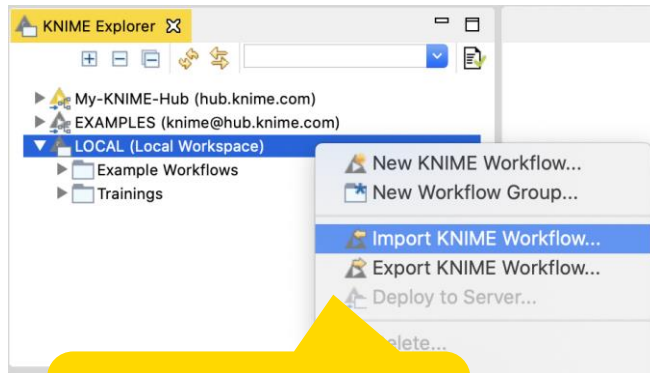 KNIME Explorer
My-KNIME-Hub (hub.knime.com)
EXAMPLES (knime@hub.knime.com)
LOCAL (Local Workspace)
Example Workflows
Trainings
New KNIME Workflow...
New Workflow Group...
Import KNIME Workflow...
Export KNIME Workflow...
Deploy to Server...